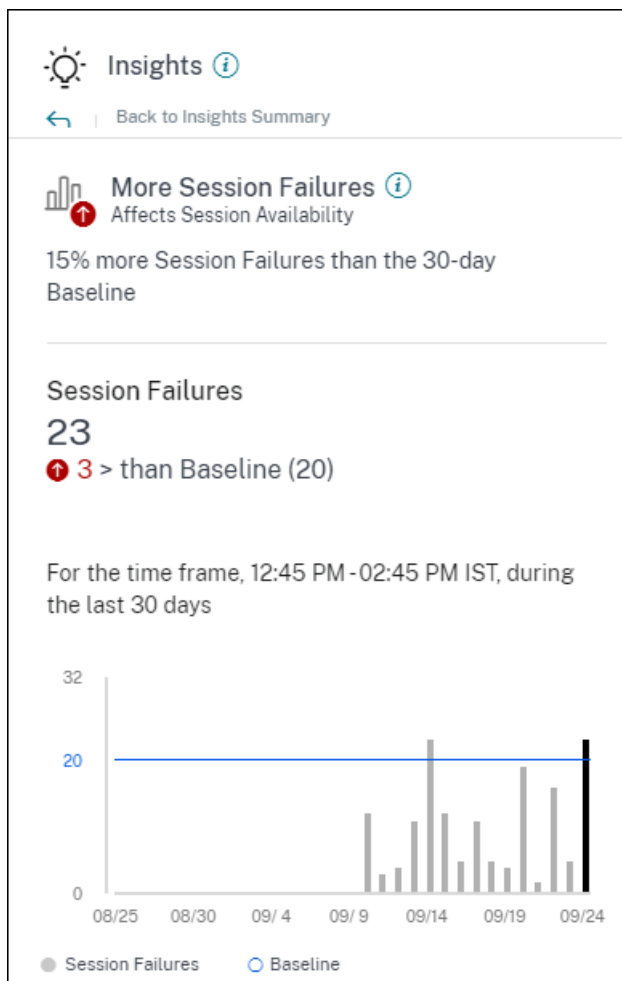 Insights i
Back to Insights Summary
More Session Failures i
Affects Session Availability
15% more Session Failures than the 30-day
Baseline
Session Failures
23
3 > than Baseline (20)
For the time frame, 12:45 PM - 02:45 PM IST, during
the last 30 days
32
20
0
08/25 08/30 09/ 4 09/ 9 09/14 09/19 09/24
Session Failures Baseline